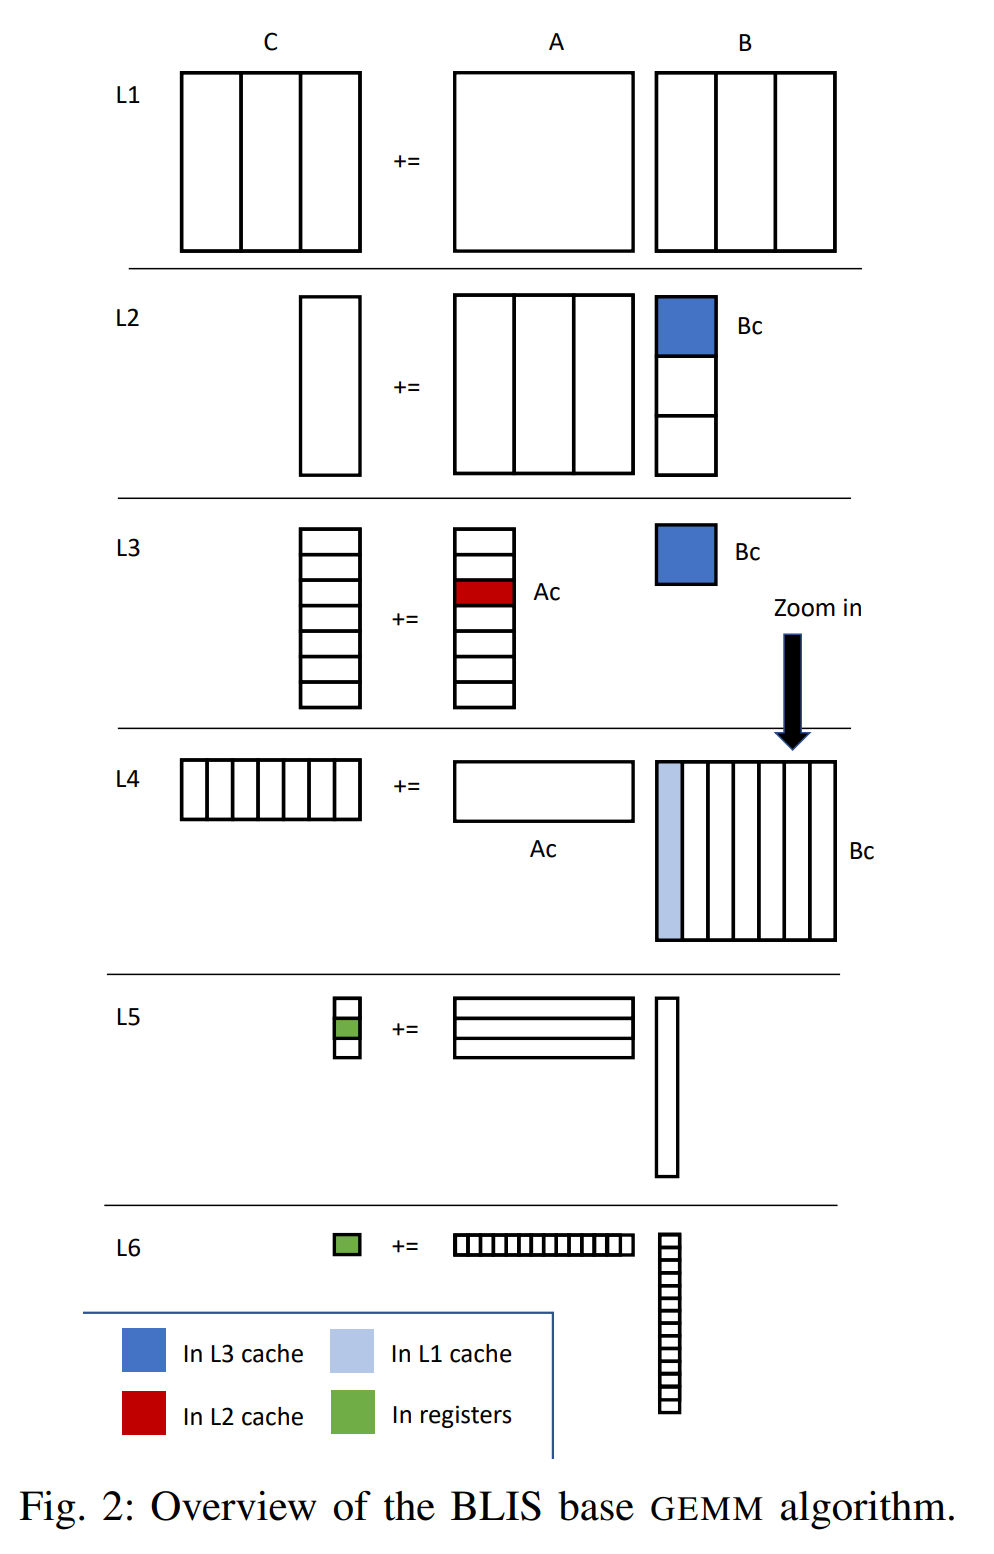 C A B
L1
+=
L2
Bc
+=
L3
Bc
Ac
Zoom in
+=
L4
+=
Ac
Bc
L5
+=
L6
+=
In L3 cache In L1 cache
In L2 cache In registers
Fig. 2: Overview of the BLIS base GEMM algorithm.